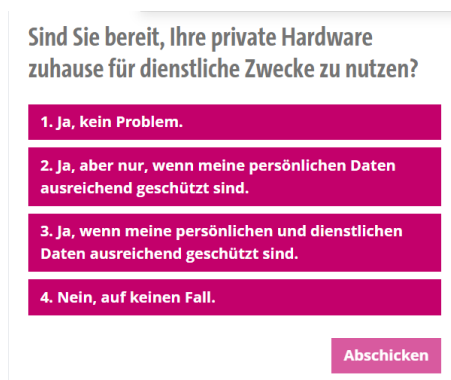 Sind Sie bereit, Ihre private Hardware
zuhause für dienstliche Zwecke zu nutzen?
1. Ja, kein Problem.
2. Ja, aber nur, wenn meine persönlichen Daten
ausreichend geschützt sind.
3. Ja, wenn meine persönlichen und dienstlichen
Daten ausreichend geschützt sind.
4. Nein, auf keinen Fall.
Abschicken